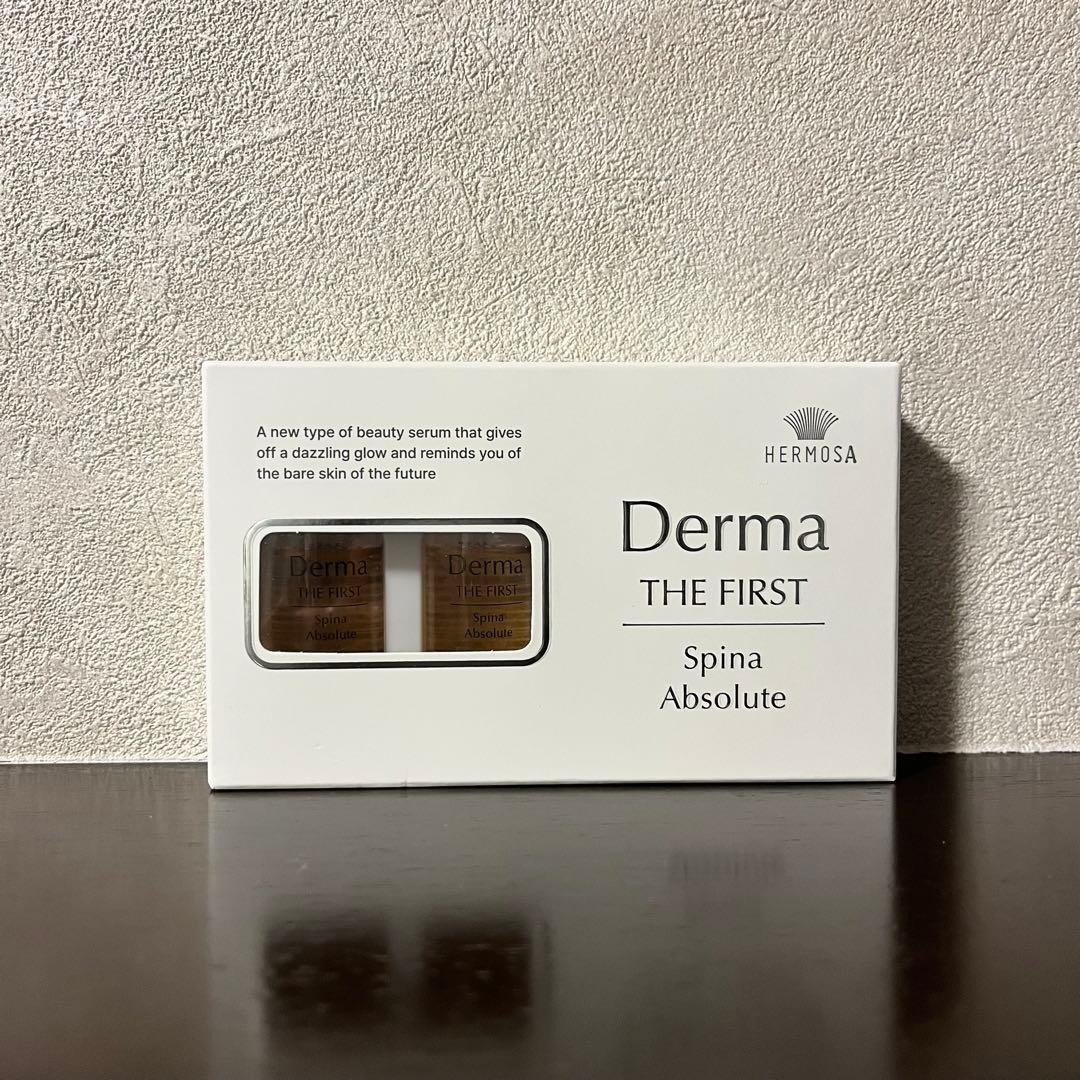 A new type of beauty serum that gives
off a dazzling glow and reminds you of
the bare skin of the future
HERMOSA
Derma
THE FIRST
Spina
Absolute
Derma
THE FIRST
Spina
Absolute
Derma
THE FIRST
Spina
Absolute